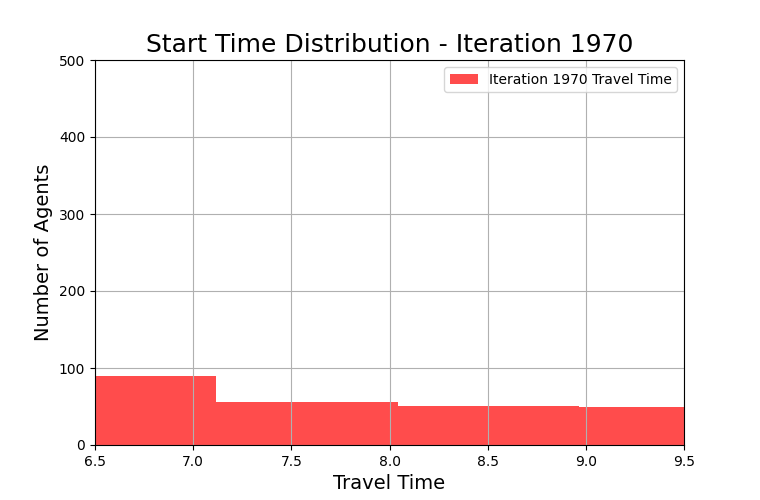 Start Time Distribution - Iteration 1970
500
400
300
200
100
0
Number of Agents
Iteration 1970 Travel Time
6.5 7.0 7.5 8.0 8.5 9.0 9.5
Travel Time